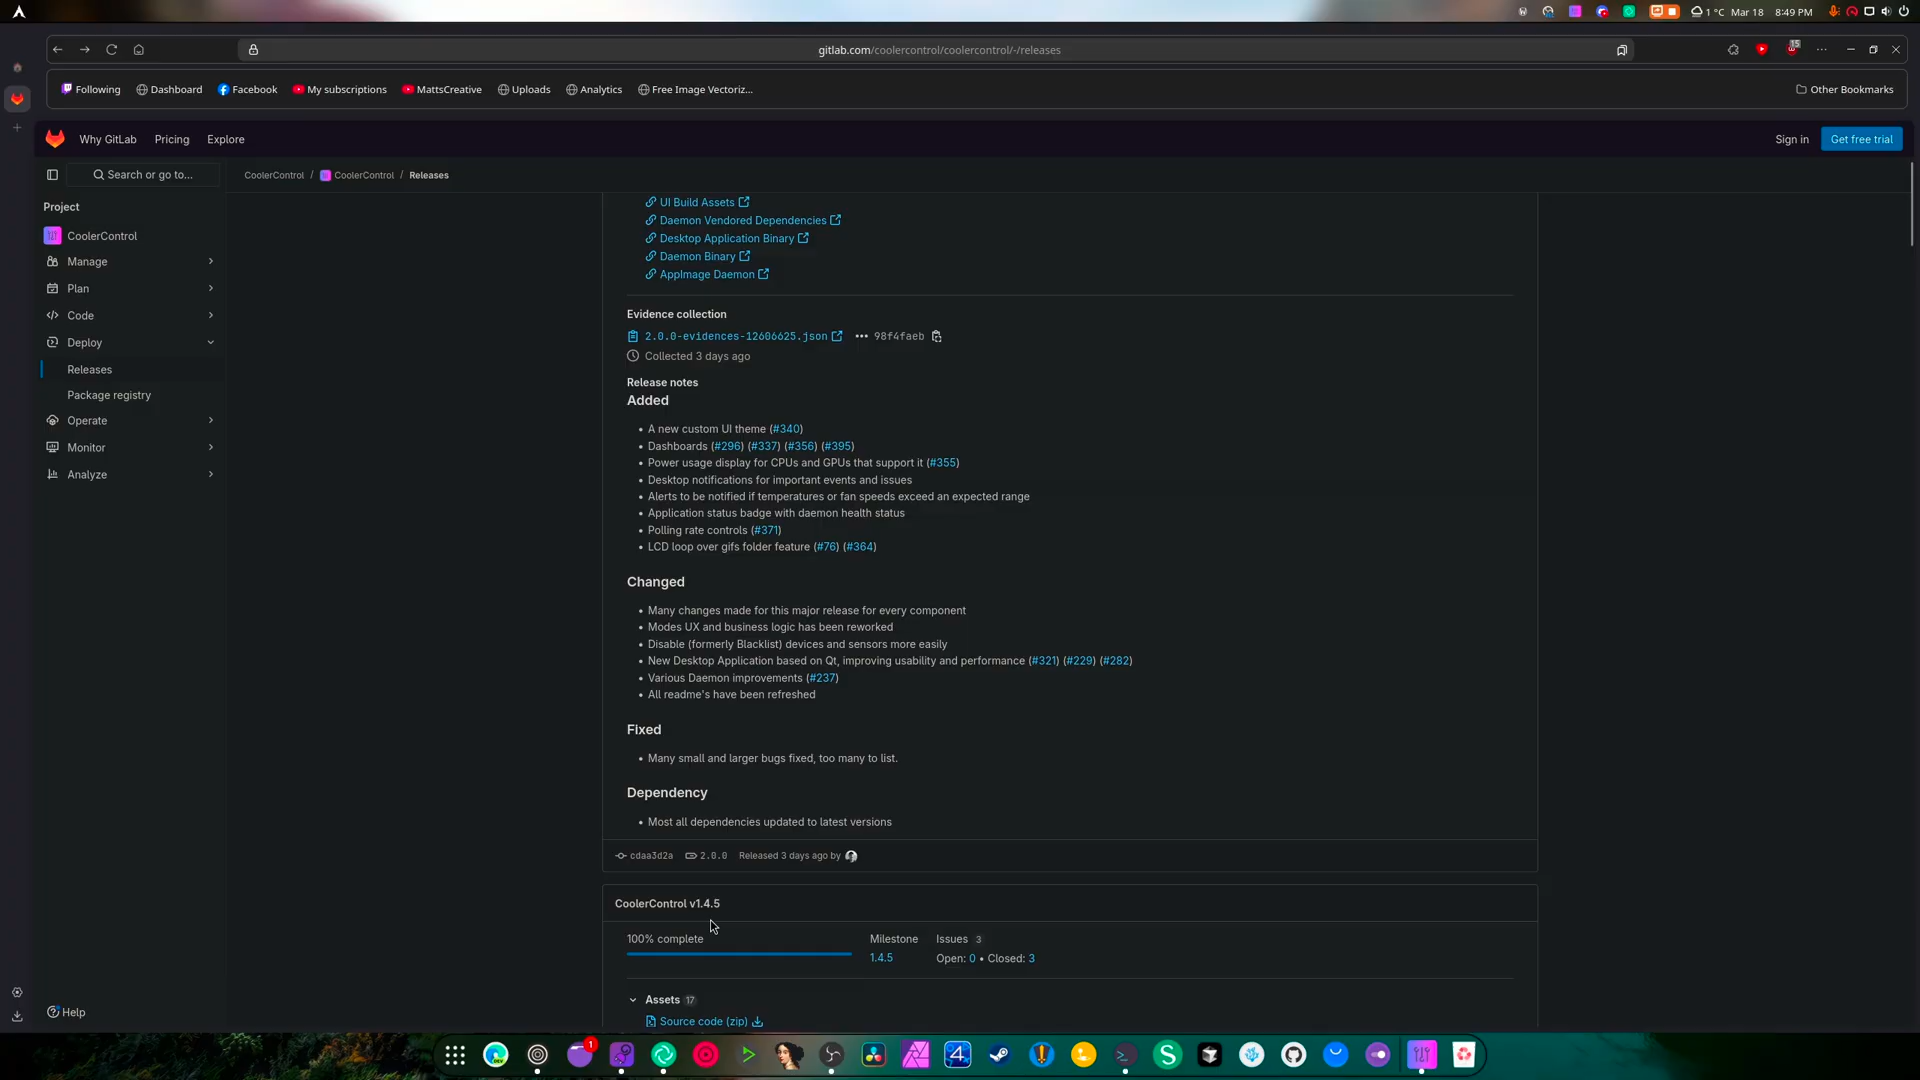 1 °C Mar 18 8:49 PM
gitlab.com/coolercontrol/coolercontrol/-/releases
15
Following Dashboard Facebook My subscriptions MattsCreative Uploads Analytics Free Image Vectoriz... Other Bookmarks
Why GitLab Pricing Explore Sign in Get free trial
Search or go to...
CoolerControl / CoolerControl / Releases
Project
CoolerControl
Manage
Plan
Code
Deploy
Releases
Package registry
Operate
Monitor
Analyze
Help
UI Build Assets
Daemon Vendored Dependencies
Desktop Application Binary
Daemon Binary
AppImage Daemon
Evidence collection
2.0.0-evidences-12606625.json ••• 98f4faeb
Collected 3 days ago
Release notes
Added
• A new custom UI theme (#340)
• Dashboards (#296) (#337) (#356) (#395)
• Power usage display for CPUs and GPUs that support it (#355)
• Desktop notifications for important events and issues
• Alerts to be notified if temperatures or fan speeds exceed an expected range
• Application status badge with daemon health status
• Polling rate controls (#371)
• LCD loop over gifs folder feature (#76) (#364)
Changed
• Many changes made for this major release for every component
• Modes UX and business logic has been reworked
• Disable (formerly Blacklist) devices and sensors more easily
• New Desktop Application based on Qt, improving usability and performance (#321) (#229) (#282)
• Various Daemon improvements (#237)
• All readme's have been refreshed
Fixed
• Many small and larger bugs fixed, too many to list.
Dependency
• Most all dependencies updated to latest versions
cdaa3d2a 2.0.0 Released 3 days ago by
CoolerControl v1.4.5
100% complete Milestone Issues 3
1.4.5 Open: 0 • Closed: 3
Assets 17
Source code (zip)
DEV 1 4